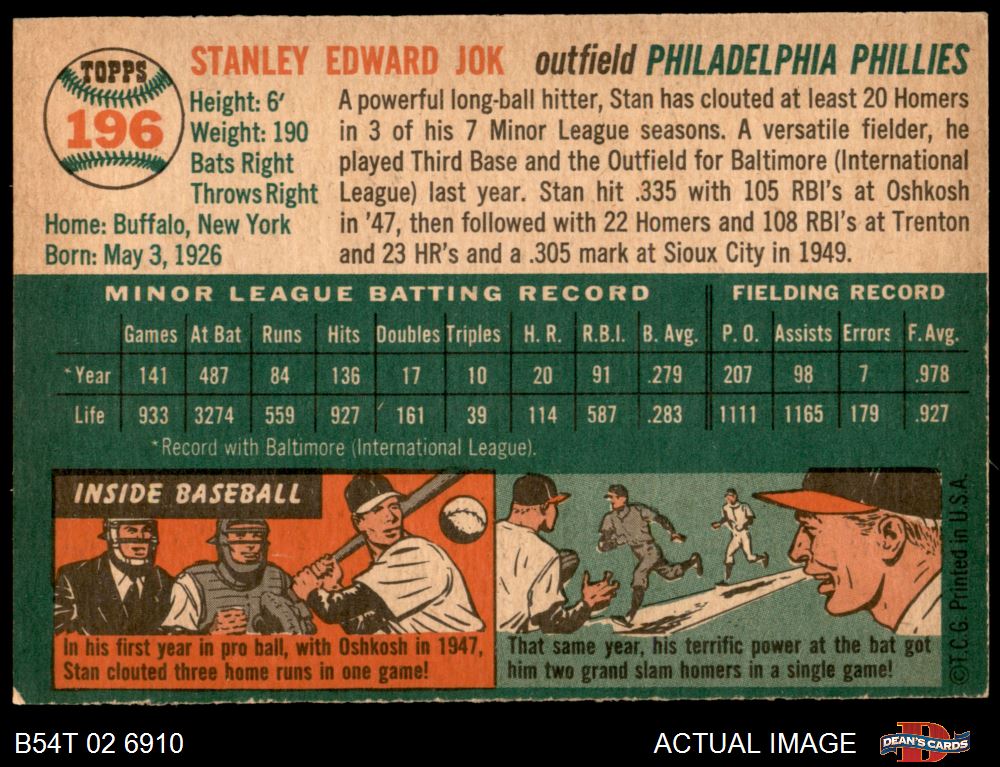 TOPPS
196
STANLEY EDWARD JOK outfield PHILADELPHIA PHILLIES
Height: 6'
Weight: 190
Bats Right
Throws Right
Home: Buffalo, New York
Born: May 3, 1926
A powerful long-ball hitter, Stan has clouted at least 20 Homers
in 3 of his 7 Minor League seasons. A versatile fielder, he
played Third Base and the Outfield for Baltimore (International
League) last year. Stan hit .335 with 105 RBI's at Oshkosh
in '47, then followed with 22 Homers and 108 RBI's at Trenton
and 23 HR's and a .305 mark at Sioux City in 1949.
MINOR LEAGUE BATTING RECORD FIELDING RECORD
Games At Bat Runs Hits Doubles Triples H. R. R.B.I. B. Avg. P. O. Assists Errors F. Avg.
*Year 141 487 84 136 17 10 20 91 .279 207 98 7 .978
Life 933 3274 559 927 161 39 114 587 .283 1111 1165 179 .927
*Record with Baltimore (International League).
INSIDE BASEBALL
In his first year in pro ball, with Oshkosh in 1947,
Stan clouted three home runs in one game!
That same year, his terrific power at the bat got
him two grand slam homers in a single game!
©T.C.G. Printed in U.S.A.
B54T 02 6910
ACTUAL IMAGE
DEAN'S CARDS